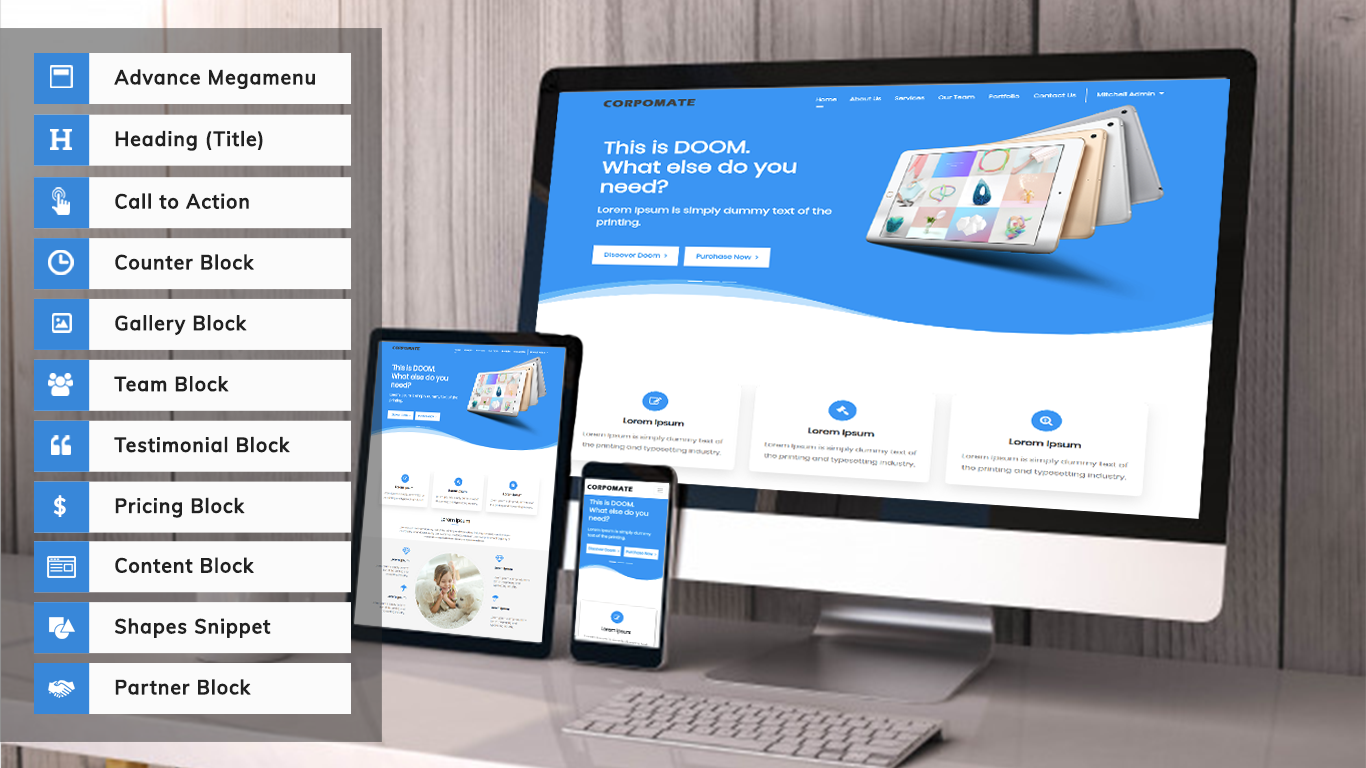 Advance Megamenu
Heading (Title)
Call to Action
Counter Block
Gallery Block
Team Block
Testimonial Block
Pricing Block
Content Block
Shapes Snippet
Partner Block
CORPOMATE
Home About Us Services Our Team Portfolio Contact Us Mitchell Admin
This is DOOM.
What else do you
need?
Lorem Ipsum is simply dummy text of the
printing.
Discover Doom >
Purchase Now >
Lorem Ipsum
Lorem Ipsum is simply dummy text of
the printing and typesetting industry.
Lorem Ipsum
Lorem Ipsum is simply dummy text of
the printing and typesetting industry.
Lorem Ipsum
Lorem Ipsum is simply dummy text of
the printing and typesetting industry.
CORPOMATE
This is DOOM.
What else do you
need?
Lorem Ipsum
CORPOMATE
This is DOOM.
What else do you
need?
Lorem Ipsum is simply dummy
text of the printing.
Discover Doom >
Purchase Now >
Lorem Ipsum